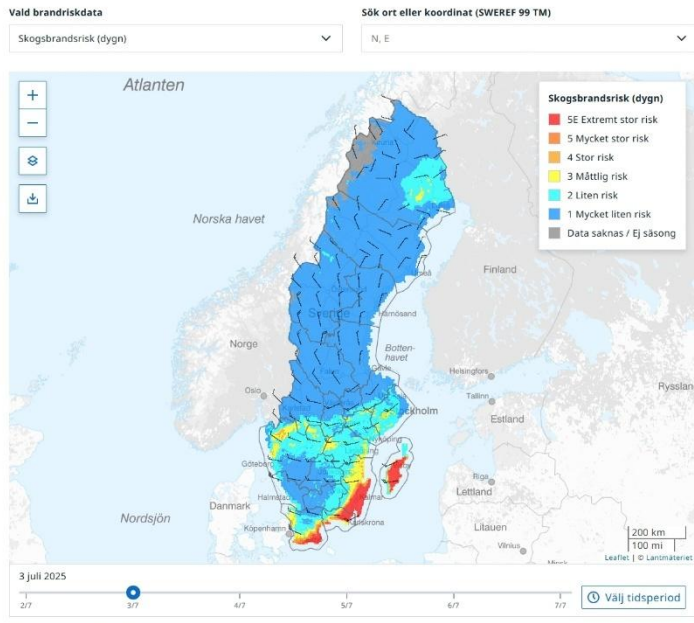 Vald brandriskdata
Sök ort eller koordinat (SWEREF 99 TM)
Skogsbrandsrisk (dygn)
N, E
Atlanten
+
−
Skogsbrandsrisk (dygn)
5E Extremt stor risk
5 Mycket stor risk
4 Stor risk
3 Måttlig risk
2 Liten risk
1 Mycket liten risk
Data saknas / Ej säsong
Norska havet
Finland
Sverige
Härnösand
Norge
Botten-
havet
Gävle
Helsingfors
Oslo
Tallinn
Ryssland
Stockholm
Estland
Nyköping
Göteborg
Riga
Lettland
Halmstad
Kalmar
Danmark
Nordsjön
Karlskrona
Litauen
Köpenhamn
200 km
100 mi
Vilnius
Minsk
Leaflet | © Lantmäteriet
3 juli 2025
Välj tidsperiod
2/7 3/7 4/7 5/7 6/7 7/7